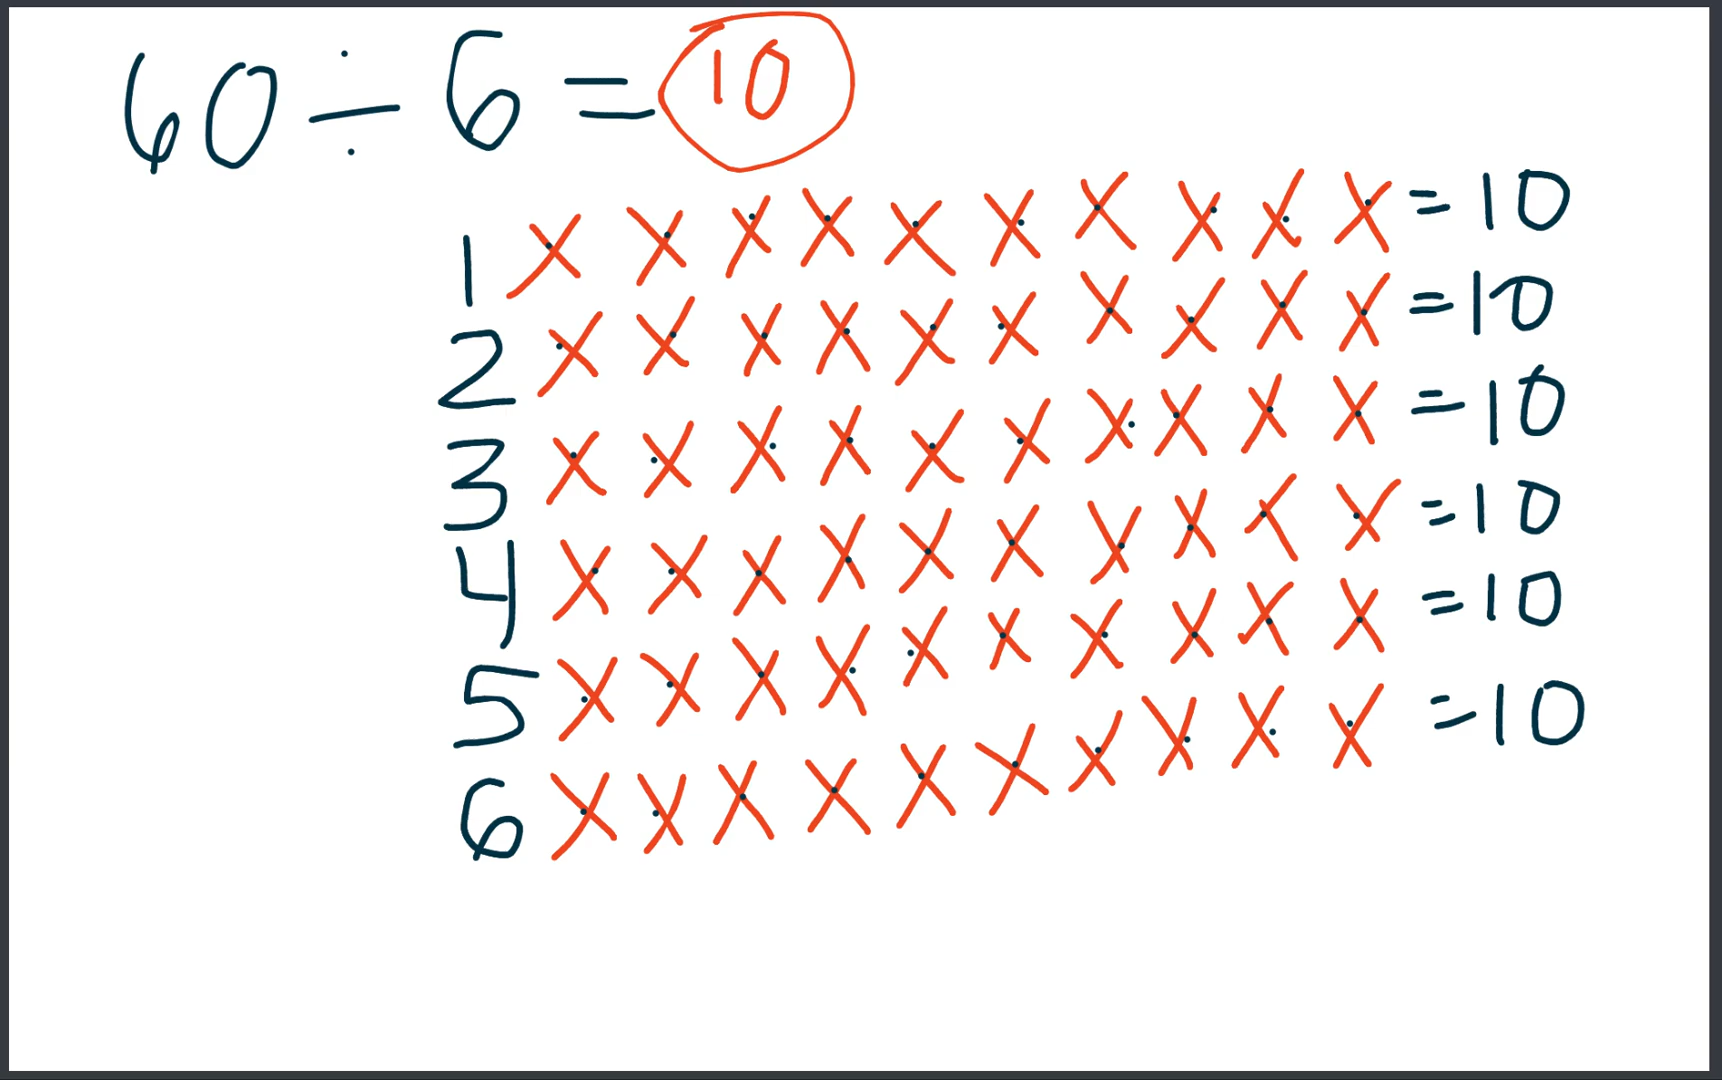 60 ÷ 6 = 10
1 X X X X X X X X X X = 10
2 X X X X X X X X X X = 10
3 X X X X X X X X X X = 10
4 X X X X X X X X X X = 10
5 X X X X X X X X X X = 10
6 X X X X X X X X X X = 10